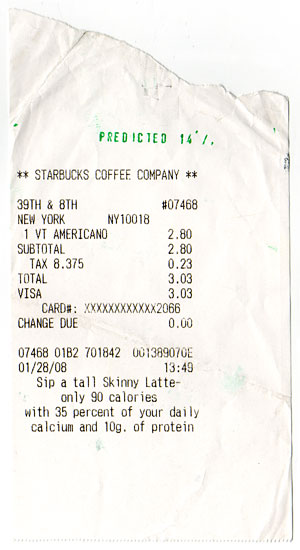 PREDICTED 14%
** STARBUCKS COFFEE COMPANY **
39TH & 8TH #07468
NEW YORK NY10018
1 VT AMERICANO 2.80
SUBTOTAL 2.80
TAX 8.375 0.23
TOTAL 3.03
VISA 3.03
CARD#: XXXXXXXXXXXX2066
CHANGE DUE 0.00
07468 01B2 701842 001389070E
01/28/08 13:49
Sip a tall Skinny Latte-
only 90 calories
with 35 percent of your daily
calcium and 10g. of protein